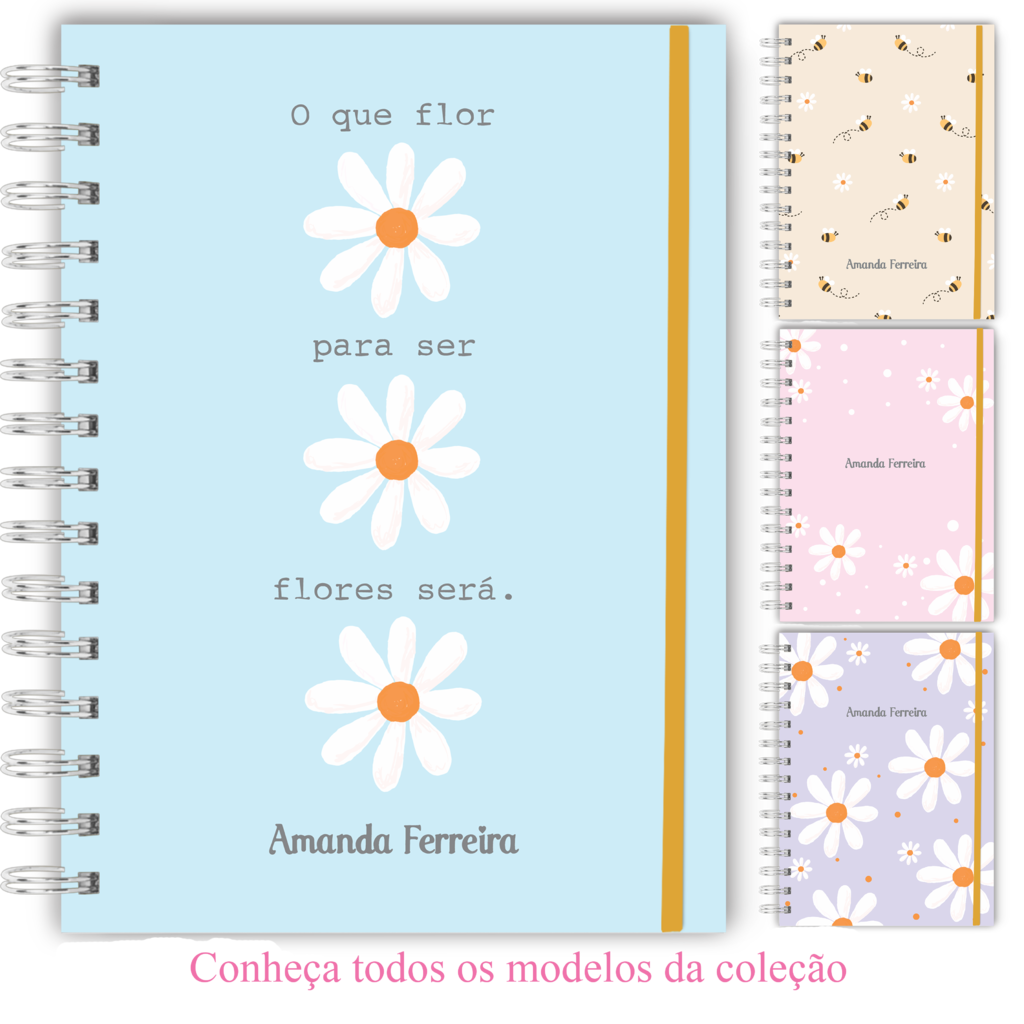 O que flor
para ser
flores será.
Amanda Ferreira
Amanda Ferreira
Amanda Ferreira
Amanda Ferreira
Conheça todos os modelos da coleção